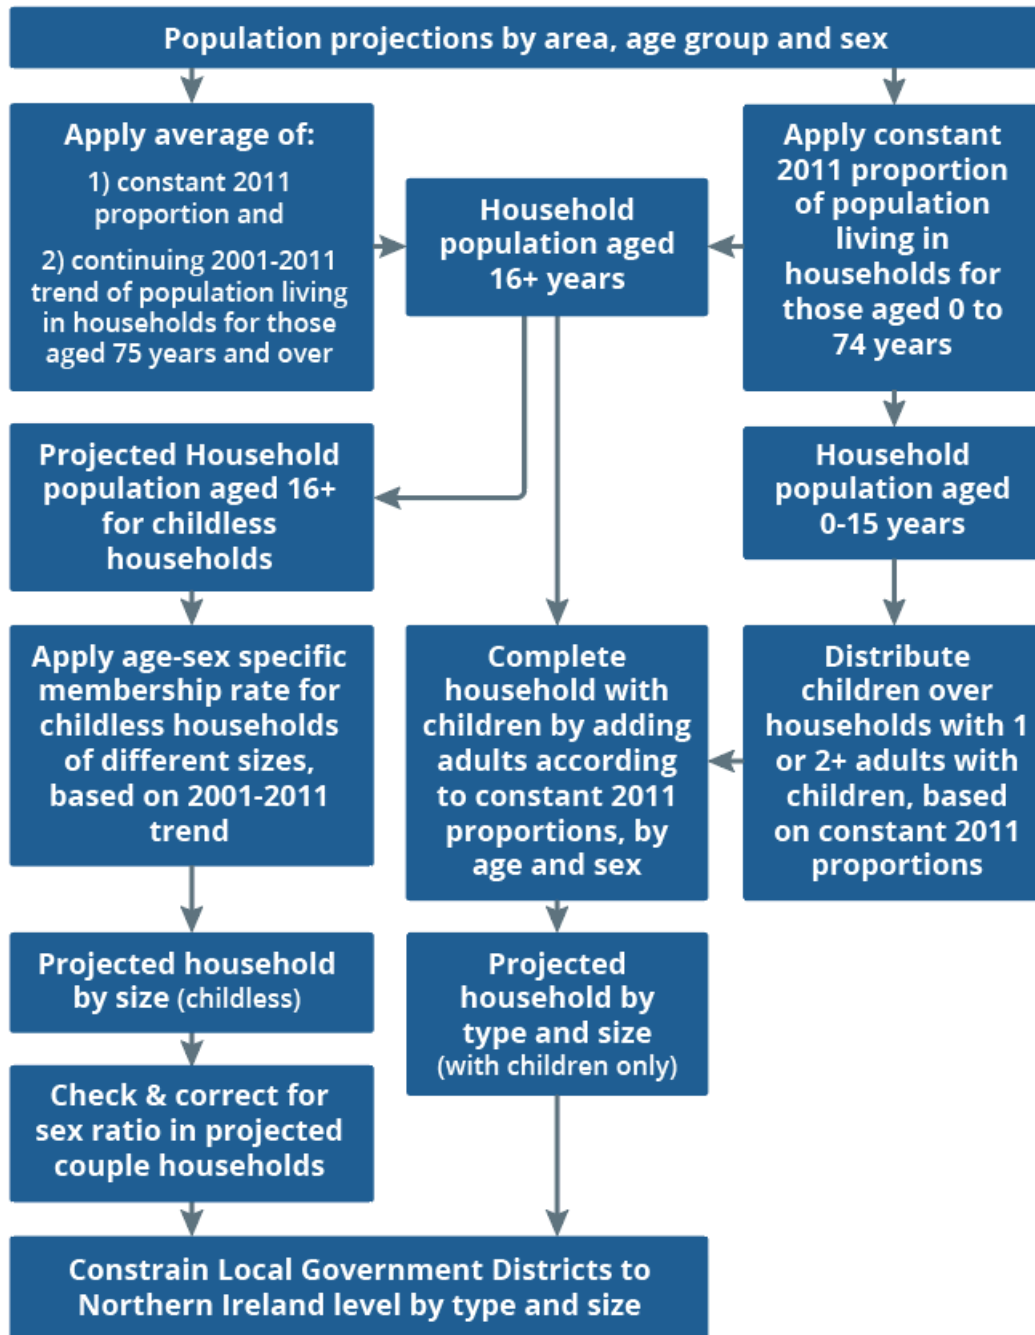 Population projections by area, age group and sex
Apply average of:
1) constant 2011
proportion and
2) continuing 2001-2011
trend of population living
in households for those
aged 75 years and over
Household
population aged
16+ years
Apply constant
2011 proportion
of population
living in
households for
those aged 0 to
74 years
Projected Household
population aged 16+
for childless
households
Household
population aged
0-15 years
Apply age-sex specific
membership rate for
childless households
of different sizes,
based on 2001-2011
trend
Complete
household with
children by adding
adults according
to constant 2011
proportions, by
age and sex
Distribute
children over
households with 1
or 2+ adults with
children, based
on constant 2011
proportions
Projected household
by size (childless)
Projected
household by
type and size
(with children only)
Check & correct for
sex ratio in projected
couple households
Constrain Local Government Districts to
Northern Ireland level by type and size